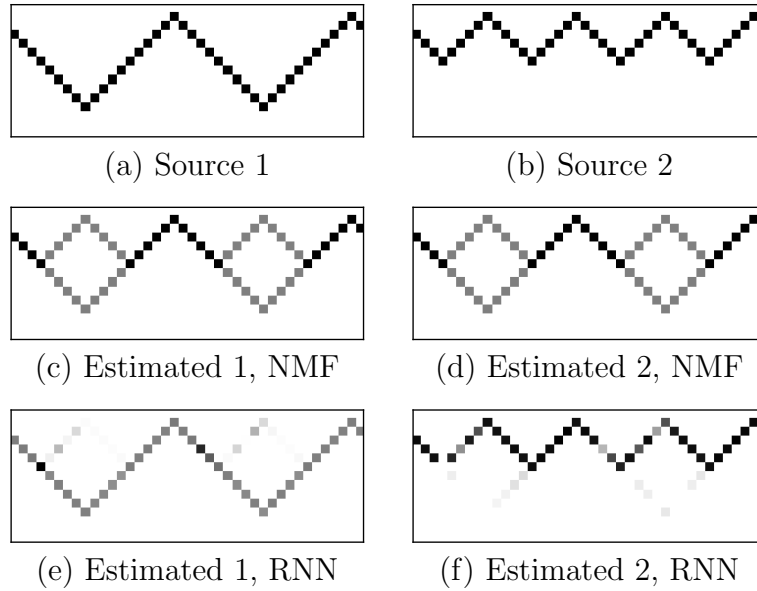 (a) Source 1
(b) Source 2
(c) Estimated 1, NMF
(d) Estimated 2, NMF
(e) Estimated 1, RNN
(f) Estimated 2, RNN